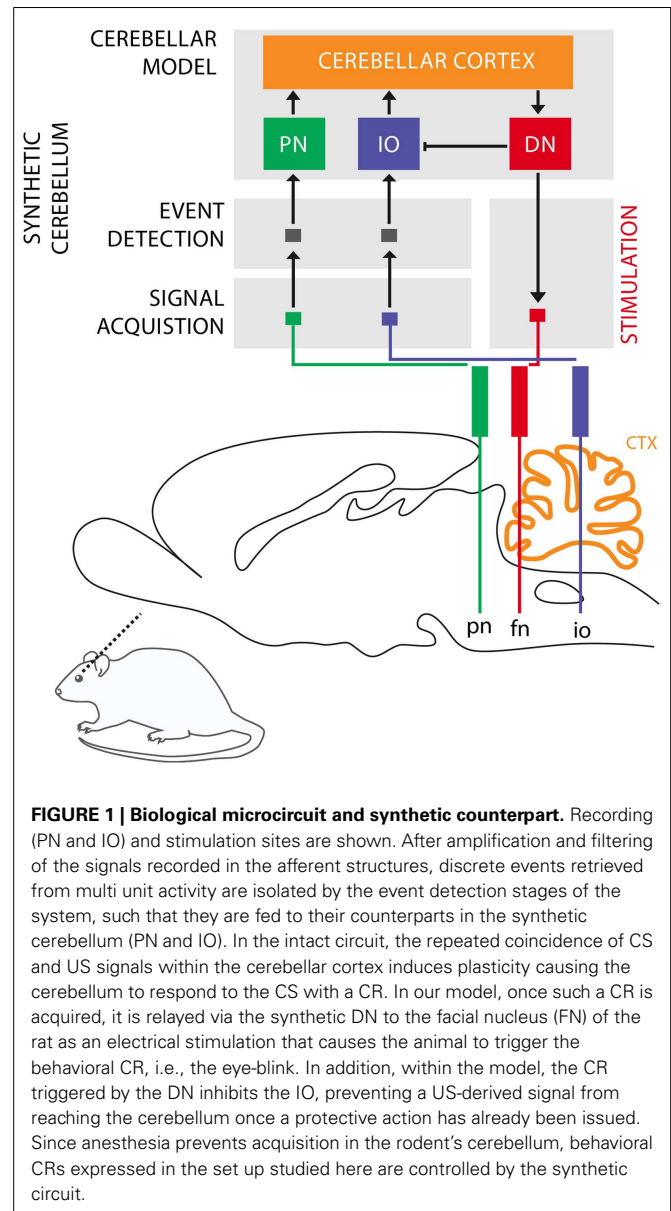 CEREBELLAR
MODEL
CEREBELLAR CORTEX
PN
IO
DN
SYNTHETIC
CEREBELLUM
EVENT
DETECTION
SIGNAL
ACQUISTION
STIMULATION
CTX
pn
fn
io
FIGURE 1 | Biological microcircuit and synthetic counterpart. Recording
(PN and IO) and stimulation sites are shown. After amplification and filtering
of the signals recorded in the afferent structures, discrete events retrieved
from multi unit activity are isolated by the event detection stages of the
system, such that they are fed to their counterparts in the synthetic
cerebellum (PN and IO). In the intact circuit, the repeated coincidence of CS
and US signals within the cerebellar cortex induces plasticity causing the
cerebellum to respond to the CS with a CR. In our model, once such a CR is
acquired, it is relayed via the synthetic DN to the facial nucleus (FN) of the
rat as an electrical stimulation that causes the animal to trigger the
behavioral CR, i.e., the eye-blink. In addition, within the model, the CR
triggered by the DN inhibits the IO, preventing a US-derived signal from
reaching the cerebellum once a protective action has already been issued.
Since anesthesia prevents acquisition in the rodent's cerebellum, behavioral
CRs expressed in the set up studied here are controlled by the synthetic
circuit.